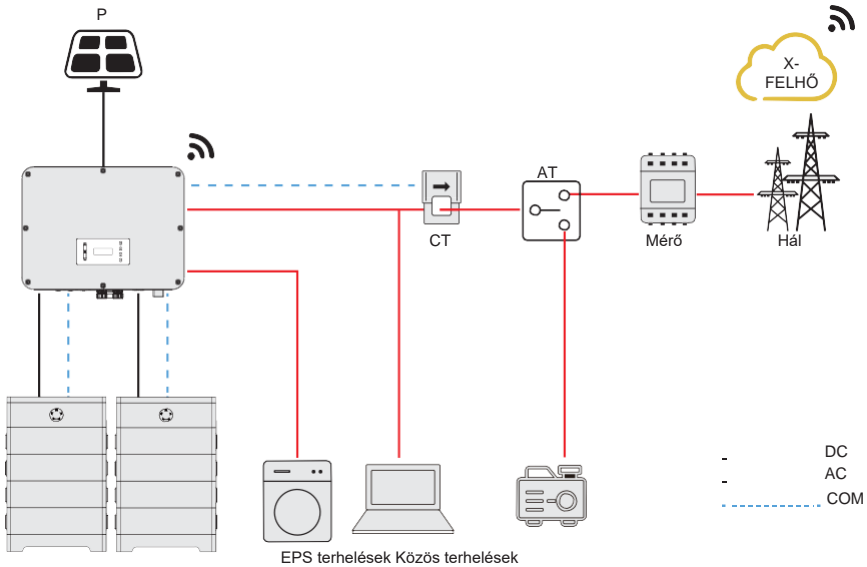 P
X-
FELHŐ
AT
CT
Mérő
Hál
DC
AC
COM
EPS terhelések Közös terhelések